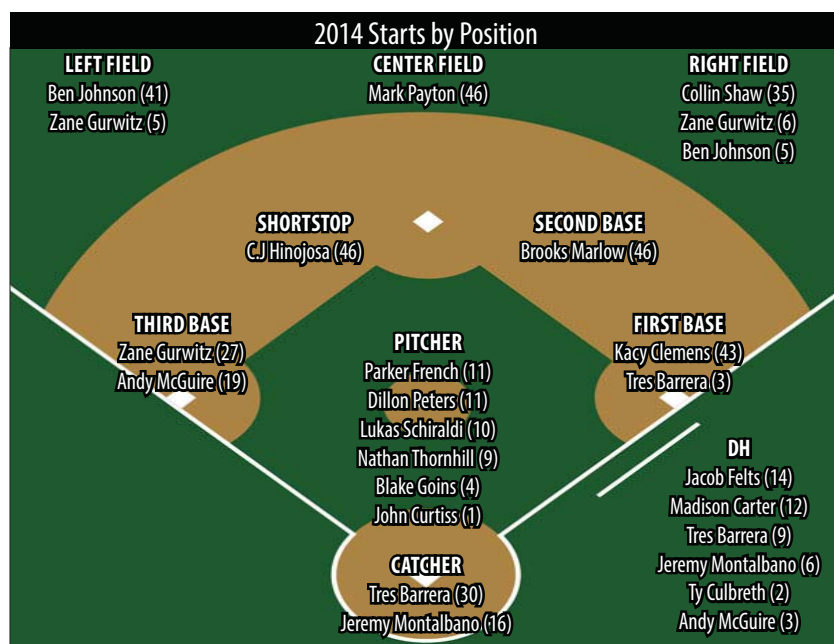 2014 Starts by Position
LEFT FIELD
Ben Johnson (41)
Zane Gurwitz (5)
CENTER FIELD
Mark Payton (46)
RIGHT FIELD
Collin Shaw (35)
Zane Gurwitz (6)
Ben Johnson (5)
SHORTSTOP
C.J Hinojosa (46)
SECOND BASE
Brooks Marlow (46)
THIRD BASE
Zane Gurwitz (27)
Andy McGuire (19)
PITCHER
Parker French (11)
Dillon Peters (11)
Lukas Schiraldi (10)
Nathan Thornhill (9)
Blake Goins (4)
John Curtiss (1)
FIRST BASE
Kacy Clemens (43)
Tres Barrera (3)
DH
Jacob Felts (14)
Madison Carter (12)
Tres Barrera (9)
Jeremy Montalbano (6)
Ty Culbreth (2)
Andy McGuire (3)
CATCHER
Tres Barrera (30)
Jeremy Montalbano (16)